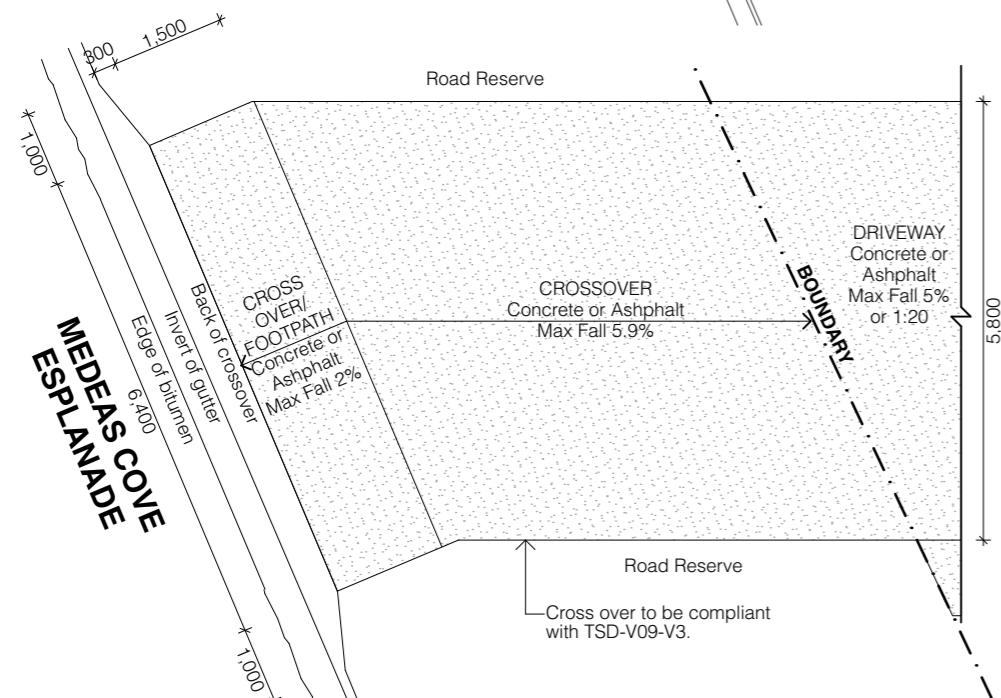 300
1,500
Road Reserve
1,000
DRIVEWAY
Concrete or
Ashphalt
Max Fall 5%
or 1:20
CROSS
OVER/
FOOTPATH
Concrete or
Ashphalt
Max Fall 2%
CROSSOVER
Concrete or Ashphalt
Max Fall 5.9%
BOUNDARY
5,800
Back of crossover
Invert of gutter
Edge of bitumen
6,400
MEDEAS COVE
ESPLANADE
Road Reserve
Cross over to be compliant
with TSD-V09-V3.
1,000